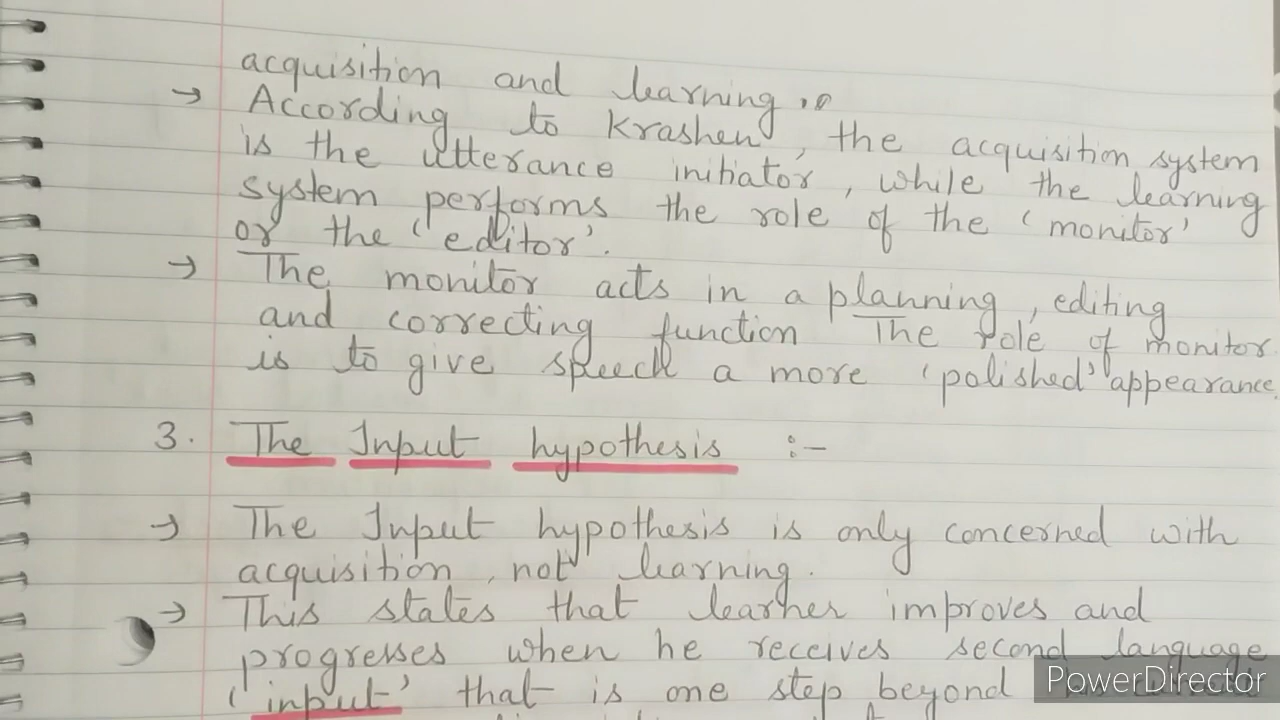 acquisition and learning.
→ According to Krashen, the acquisition system
is the utterance initiator, while the learning
system performs the role of the 'monitor'
or the 'editor'.
→ The monitor acts in a planning, editing
and correcting function The role of monitor
is to give speech a more 'polished' appearance.
3. The Input hypothesis :-
→ The Input hypothesis is only concerned with
acquisition, not learning.
→ This states that learner improves and
progresses when he receives second language
'input' that is one step beyond
PowerDirector